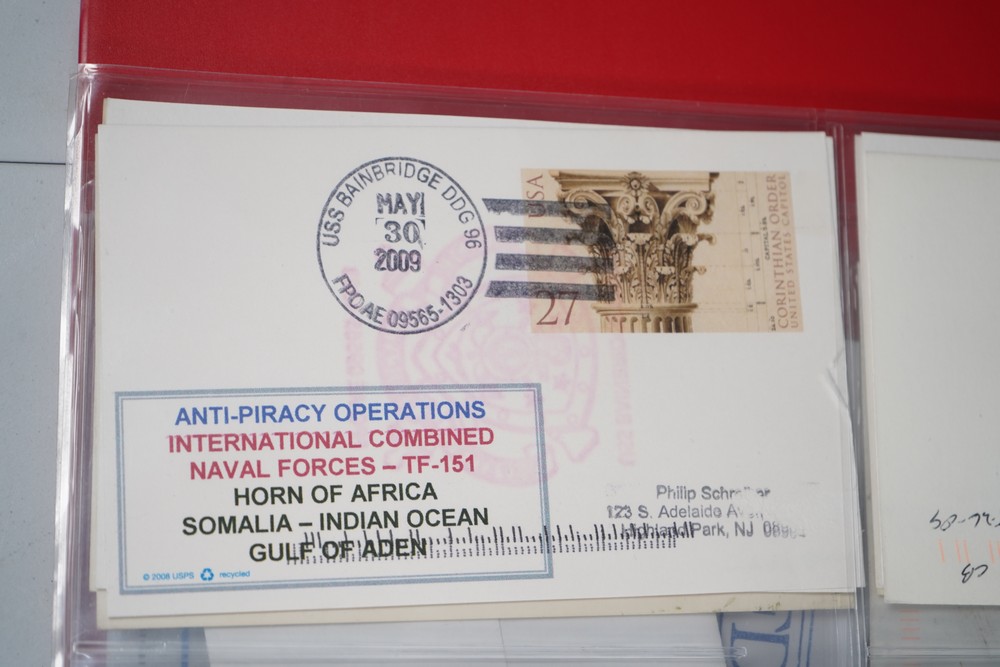 USS BAINBRIDGE DDG 96
MAY
30
2009
FPO AE 09565-1303
USA
27
CORINTHIAN ORDER
UNITED STATES CAPITOL
ANTI-PIRACY OPERATIONS
INTERNATIONAL COMBINED
NAVAL FORCES – TF-151
HORN OF AFRICA
SOMALIA – INDIAN OCEAN
GULF OF ADEN
© 2008 USPS recycled
Philip
123 S. Adelaide
Highland Park, NJ